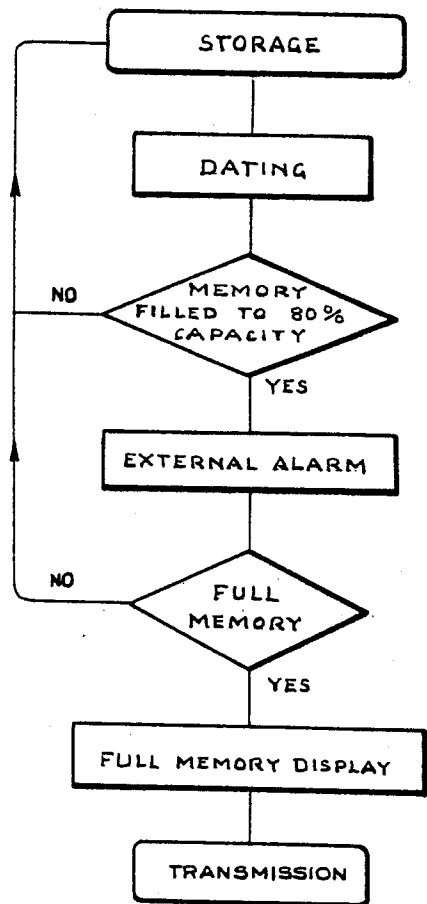 STORAGE
DATING
MEMORY
NO
FILLED TO 80%
CAPACITY
YES
EXTERNAL ALARM
NO
FULL
MEMORY
YES
FULL MEMORY DISPLAY
TRANSMISSION